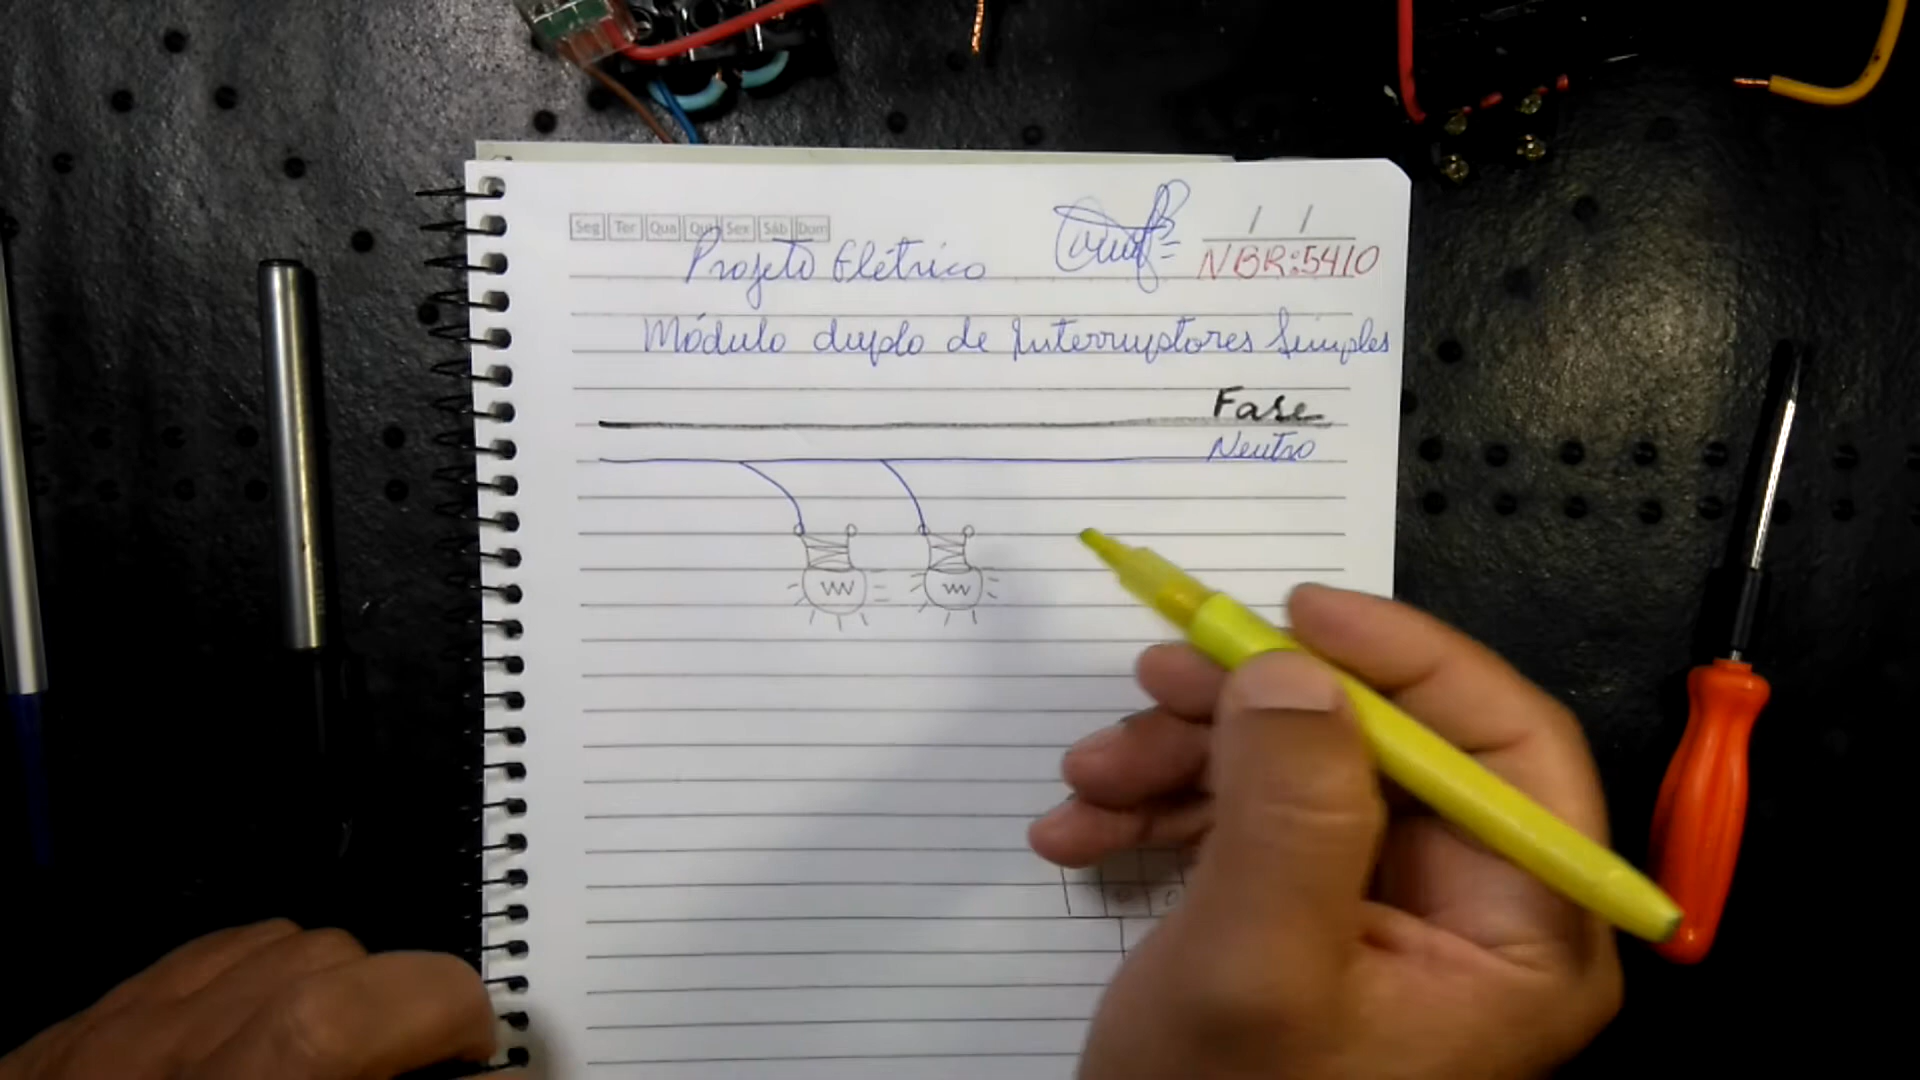 Seg Ter Qua Qui Sex Sáb Dom
/ /
Projeto Elétrico
NBR:5410
Módulo duplo de Interruptores Simples
Fase
Neutro